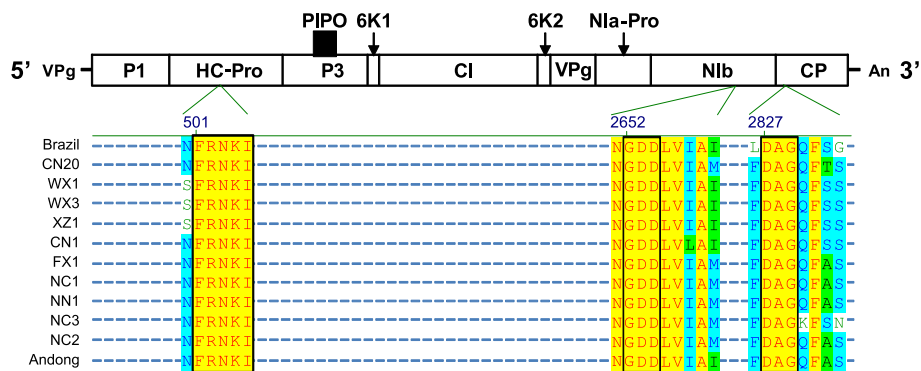 PIPO 6K1 6K2 NIa-Pro
5' VPg P1 HC-Pro P3 CI VPg NIb CP An 3'
501 2652 2827
Brazil NFRNKI NGDDLVIAI LDAGQFSG
CN20 NFRNKI NGDDLVIAM FDAGQFTS
WX1 SFRNKI NGDDLVIAI FDAGQFSS
WX3 SFRNKI NGDDLVIAI FDAGQFSS
XZ1 SFRNKI NGDDLVIAI FDAGQFSS
CN1 NFRNKI NGDDLVLAI FDAGQFSS
FX1 NFRNKI NGDDLVIAM FDAGQFAS
NC1 NFRNKI NGDDLVIAM FDAGQFAS
NN1 NFRNKI NGDDLVIAM FDAGQFAS
NC3 NFRNKI NGDDLVIAM FDAGKFSN
NC2 NFRNKI NGDDLVIAM FDAGQFAS
Andong NFRNKI NGDDLVIAI FDAGQFAS